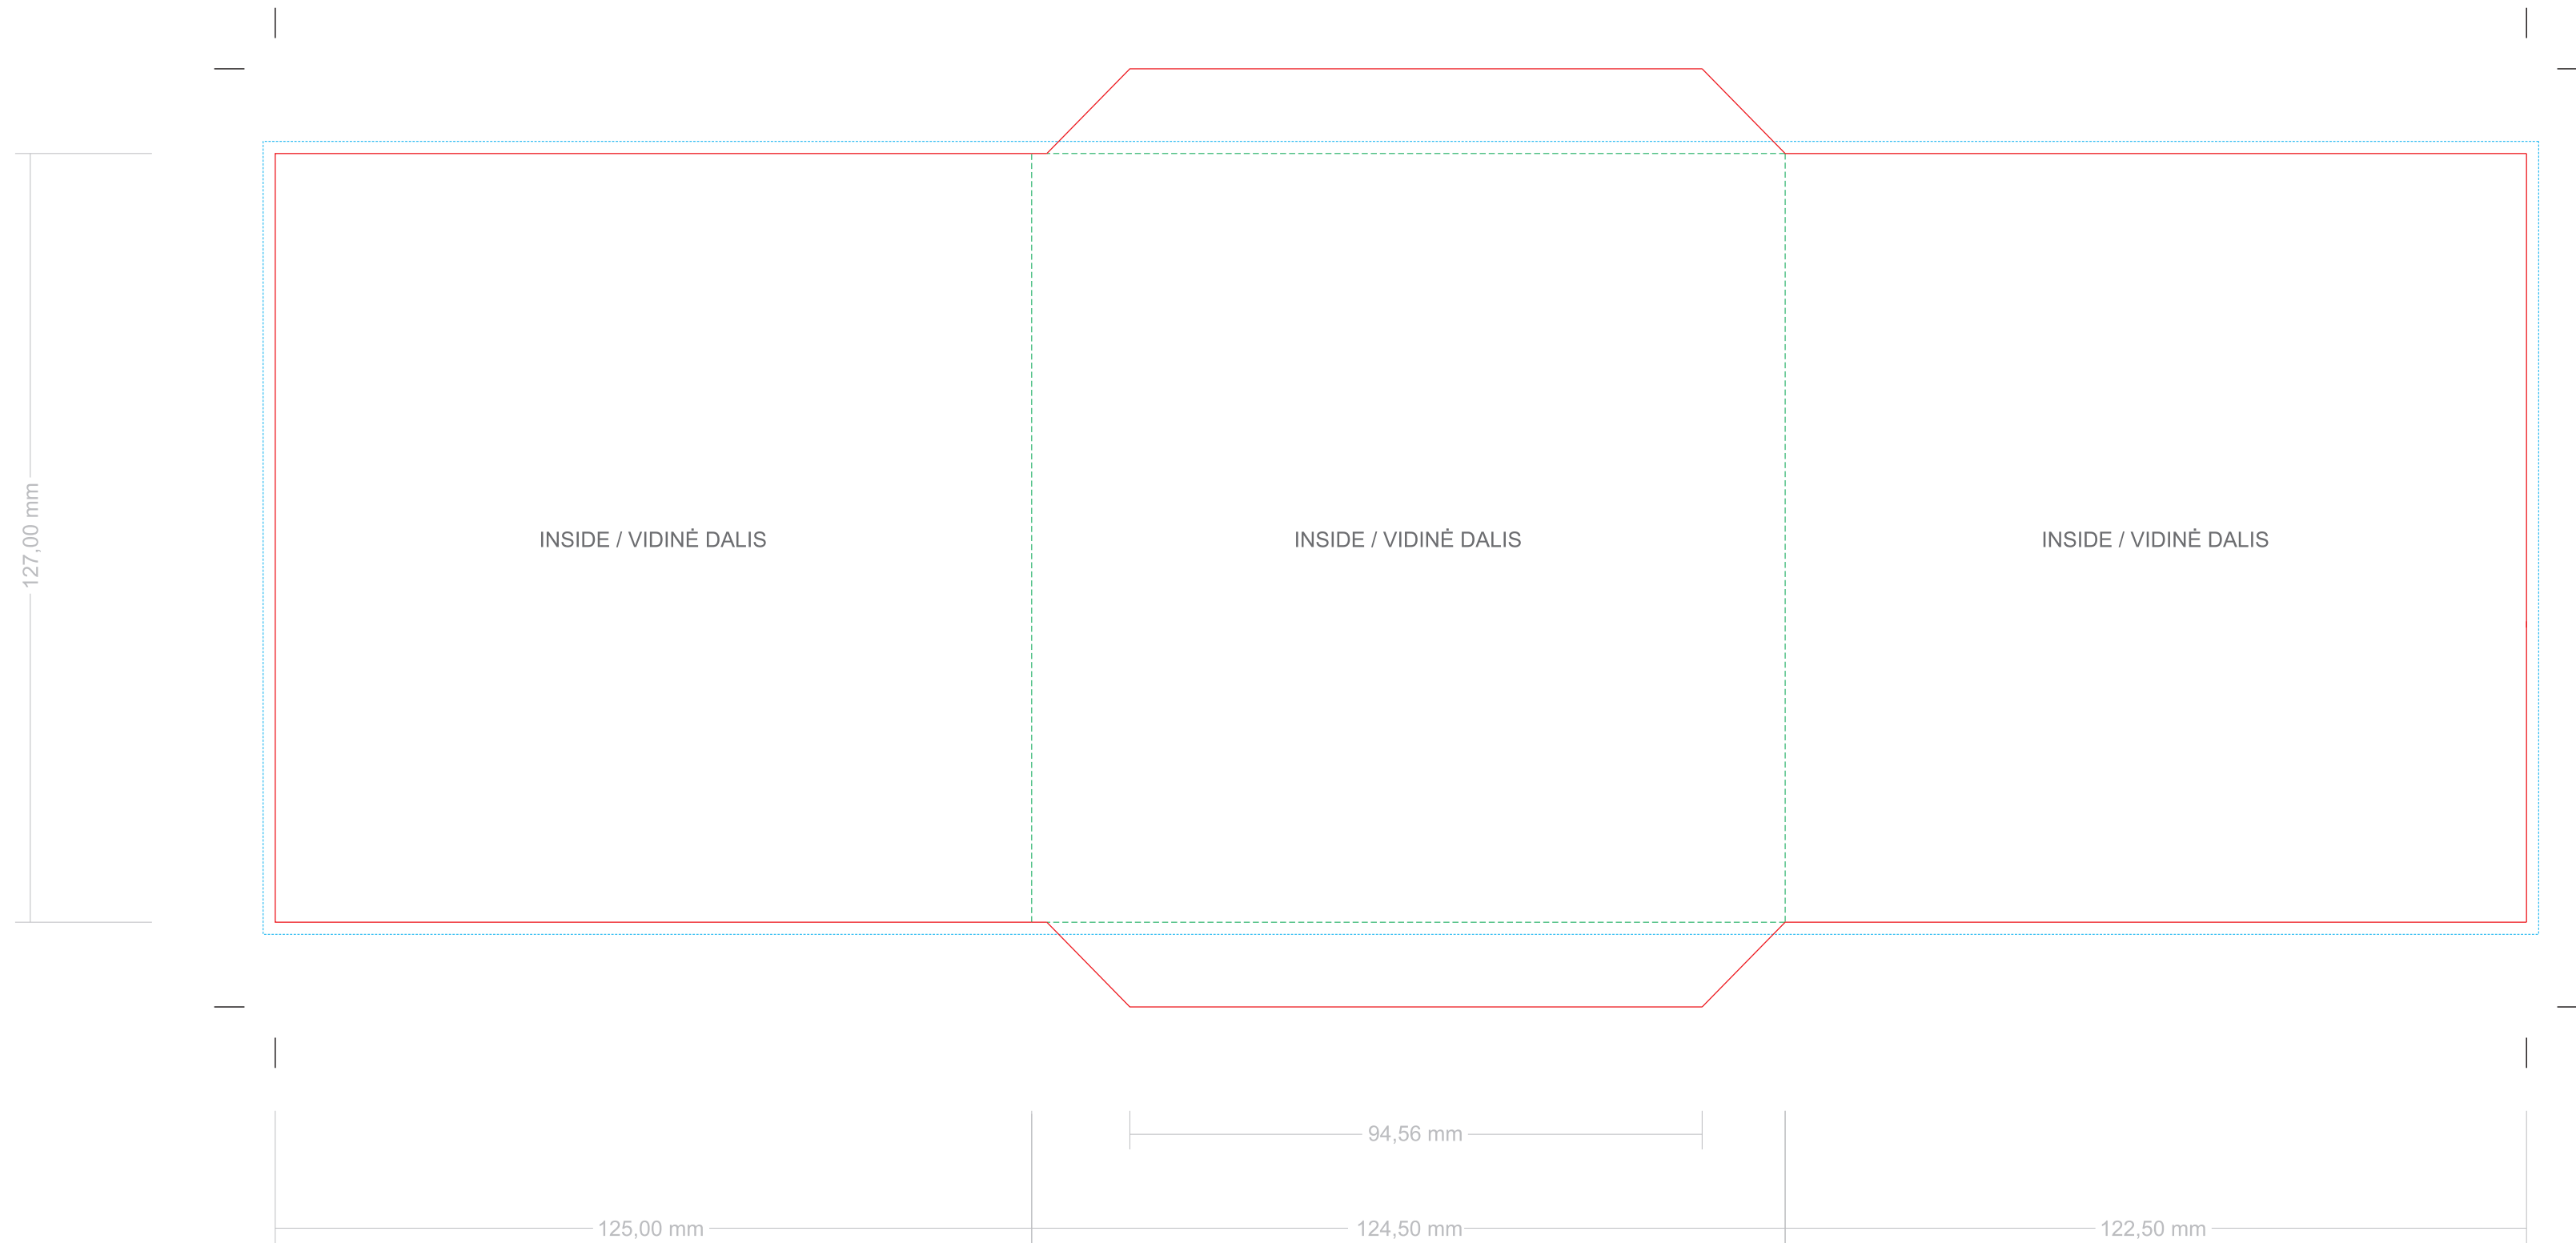 127,00 mm
INSIDE / VIDINĖ DALIS
INSIDE / VIDINĖ DALIS
INSIDE / VIDINĖ DALIS
94,56 mm
125,00 mm
124,50 mm
122,50 mm